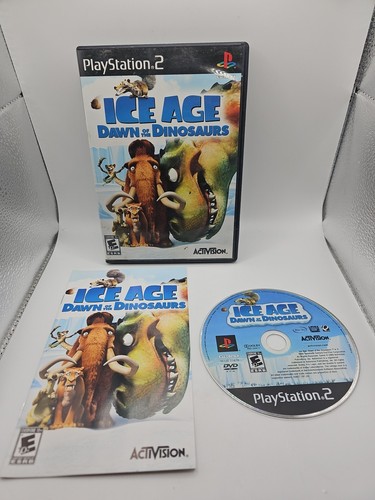 PlayStation 2
ICE AGE
DAWN OF THE DINOSAURS
E
ACTIVISION
ICE AGE
DAWN OF THE DINOSAURS
E
ACTIVISION
ICE AGE
DAWN OF THE DINOSAURS
ACTIVISION
DVD
E
PlayStation 2